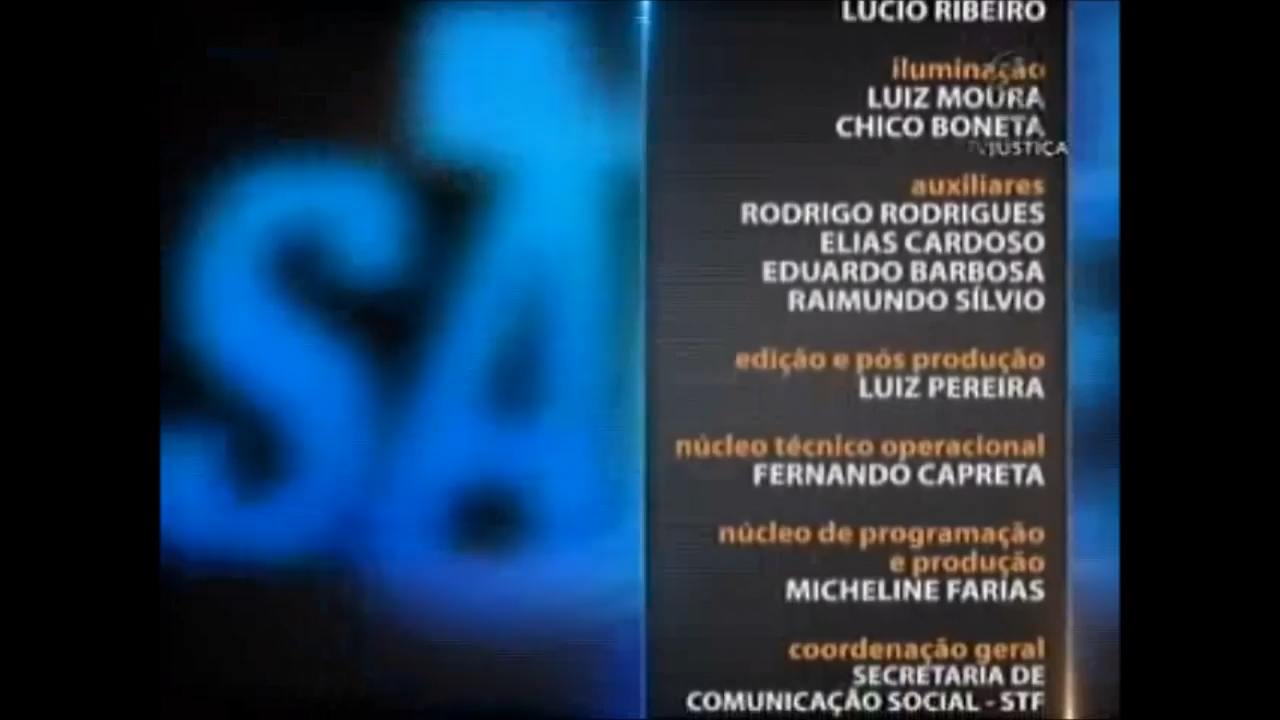 LÚCIO RIBEIRO
iluminação
LUIZ MOURA
CHICO BONETA
TV JUSTIÇA
auxiliares
RODRIGO RODRIGUES
ELIAS CARDOSO
EDUARDO BARBOSA
RAIMUNDO SÍLVIO
edição e pós produção
LUIZ PEREIRA
núcleo técnico operacional
FERNANDO CAPRETA
núcleo de programação
e produção
MICHELINE FARIAS
coordenação geral
SECRETARIA DE
COMUNICAÇÃO SOCIAL - STF
SA